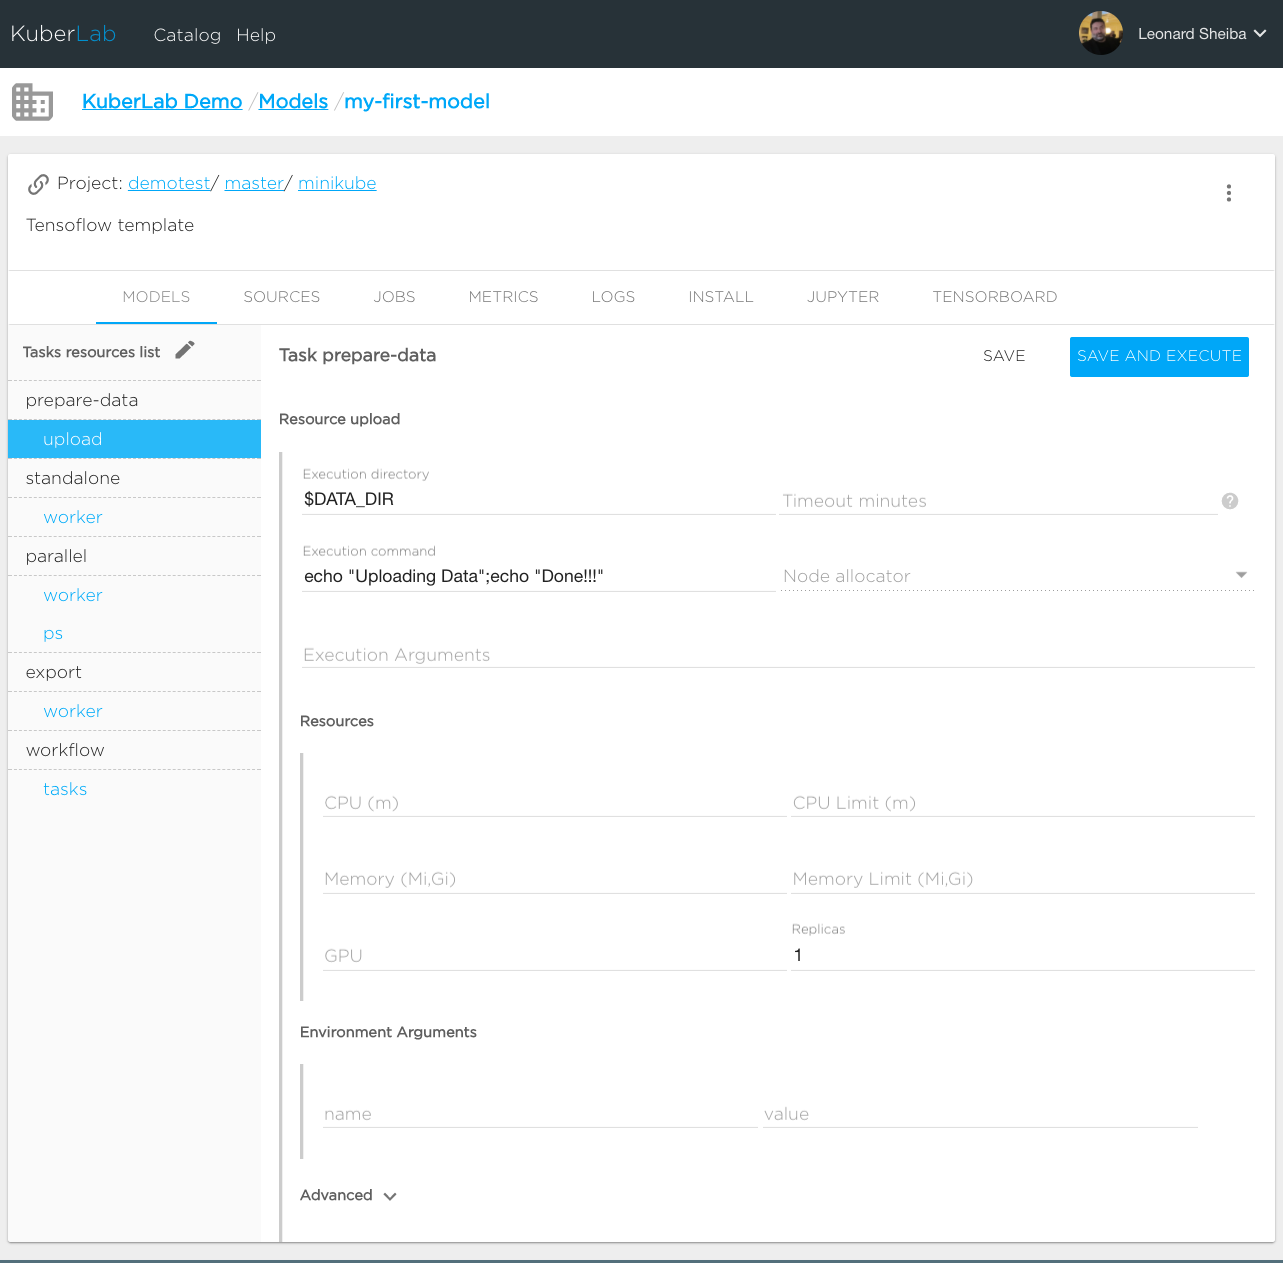 KuberLab Catalog Help Leonard Sheiba
KuberLab Demo /Models /my-first-model
Project: demotest/ master/ minikube
Tensoflow template
MODELS SOURCES JOBS METRICS LOGS INSTALL JUPYTER TENSORBOARD
Tasks resources list
prepare-data
upload
standalone
worker
parallel
worker
ps
export
worker
workflow
tasks
Task prepare-data SAVE SAVE AND EXECUTE
Resource upload
Execution directory
$DATA_DIR Timeout minutes ?
Execution command
echo "Uploading Data";echo "Done!!!" Node allocator
Execution Arguments
Resources
CPU (m) CPU Limit (m)
Memory (Mi,Gi) Memory Limit (Mi,Gi)
Replicas
GPU 1
Environment Arguments
name value
Advanced